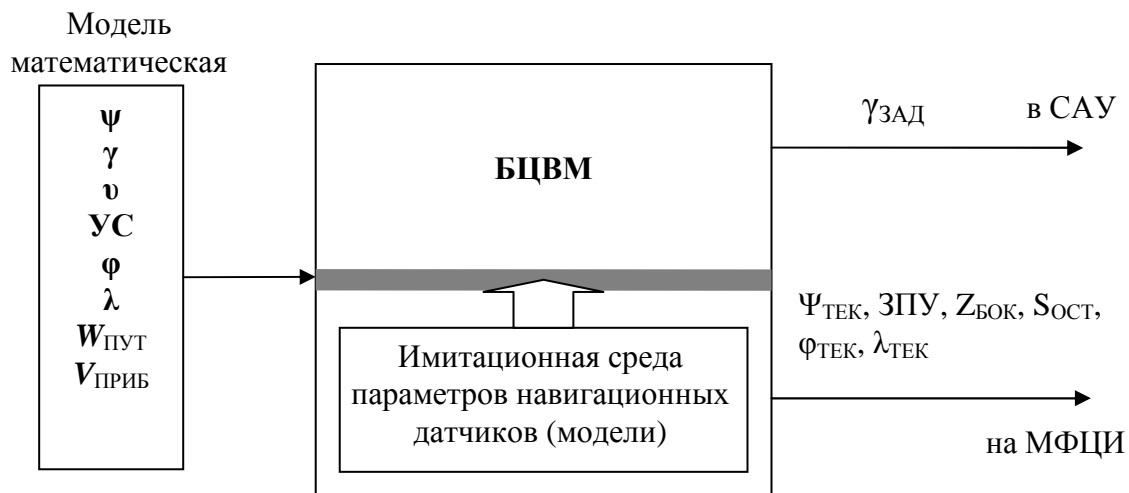 Модель
математическая
ψ
γ
υ
УС
φ
λ
WПУТ
VПРИБ
БЦВМ
Имитационная среда
параметров навигационных
датчиков (модели)
γЗАД в САУ
ΨТЕК, ЗПУ, ZБОК, SОСТ,
φТЕК, λТЕК
на МФЦИ